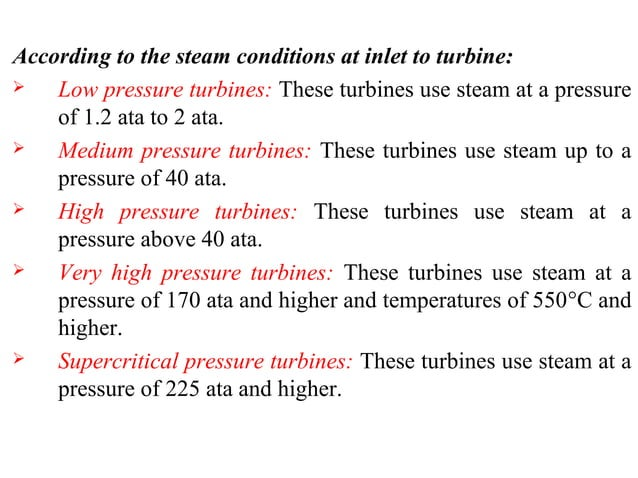 According to the steam conditions at inlet to turbine:
➢ Low pressure turbines: These turbines use steam at a pressure
of 1.2 ata to 2 ata.
➢ Medium pressure turbines: These turbines use steam up to a
pressure of 40 ata.
➢ High pressure turbines: These turbines use steam at a
pressure above 40 ata.
➢ Very high pressure turbines: These turbines use steam at a
pressure of 170 ata and higher and temperatures of 550°C and
higher.
➢ Supercritical pressure turbines: These turbines use steam at a
pressure of 225 ata and higher.